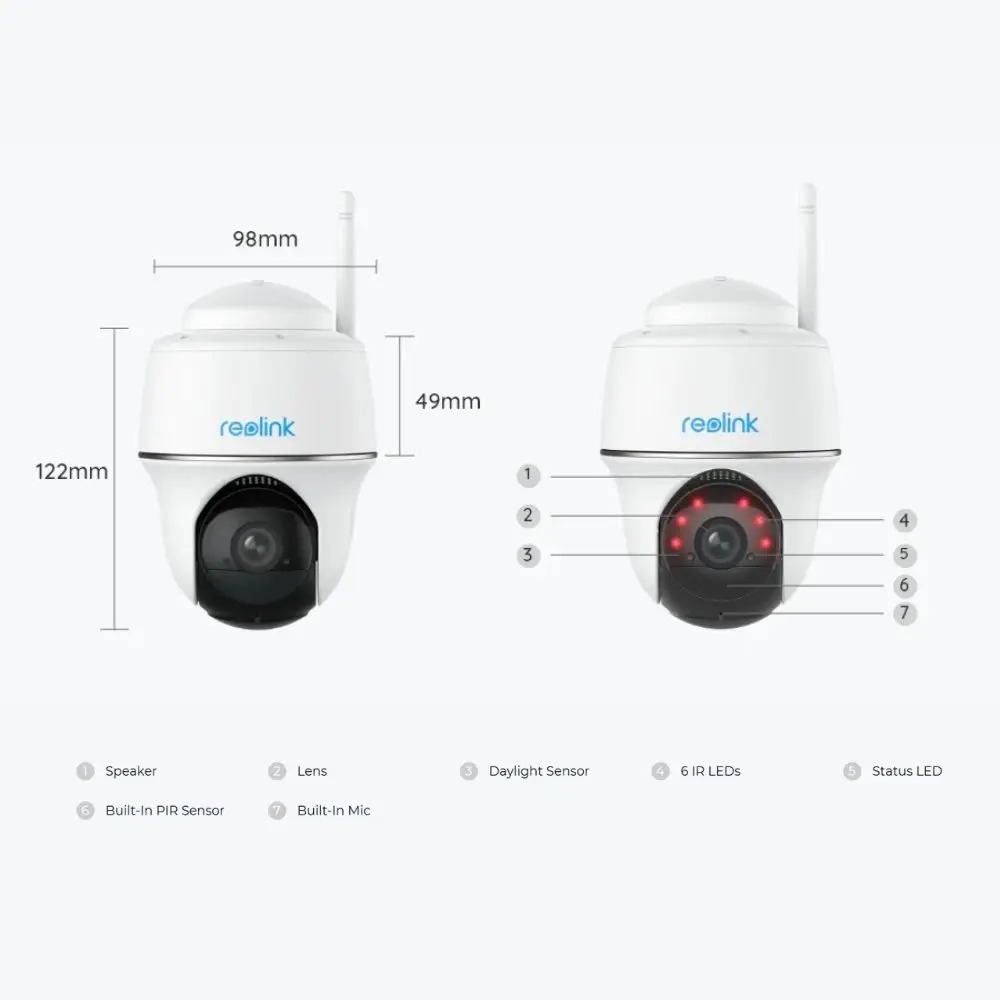 98mm
49mm
122mm
reolink
reolink
1
2
3
4
5
6
7
1 Speaker
2 Lens
3 Daylight Sensor
4 6 IR LEDs
5 Status LED
6 Built-In PIR Sensor
7 Built-In Mic